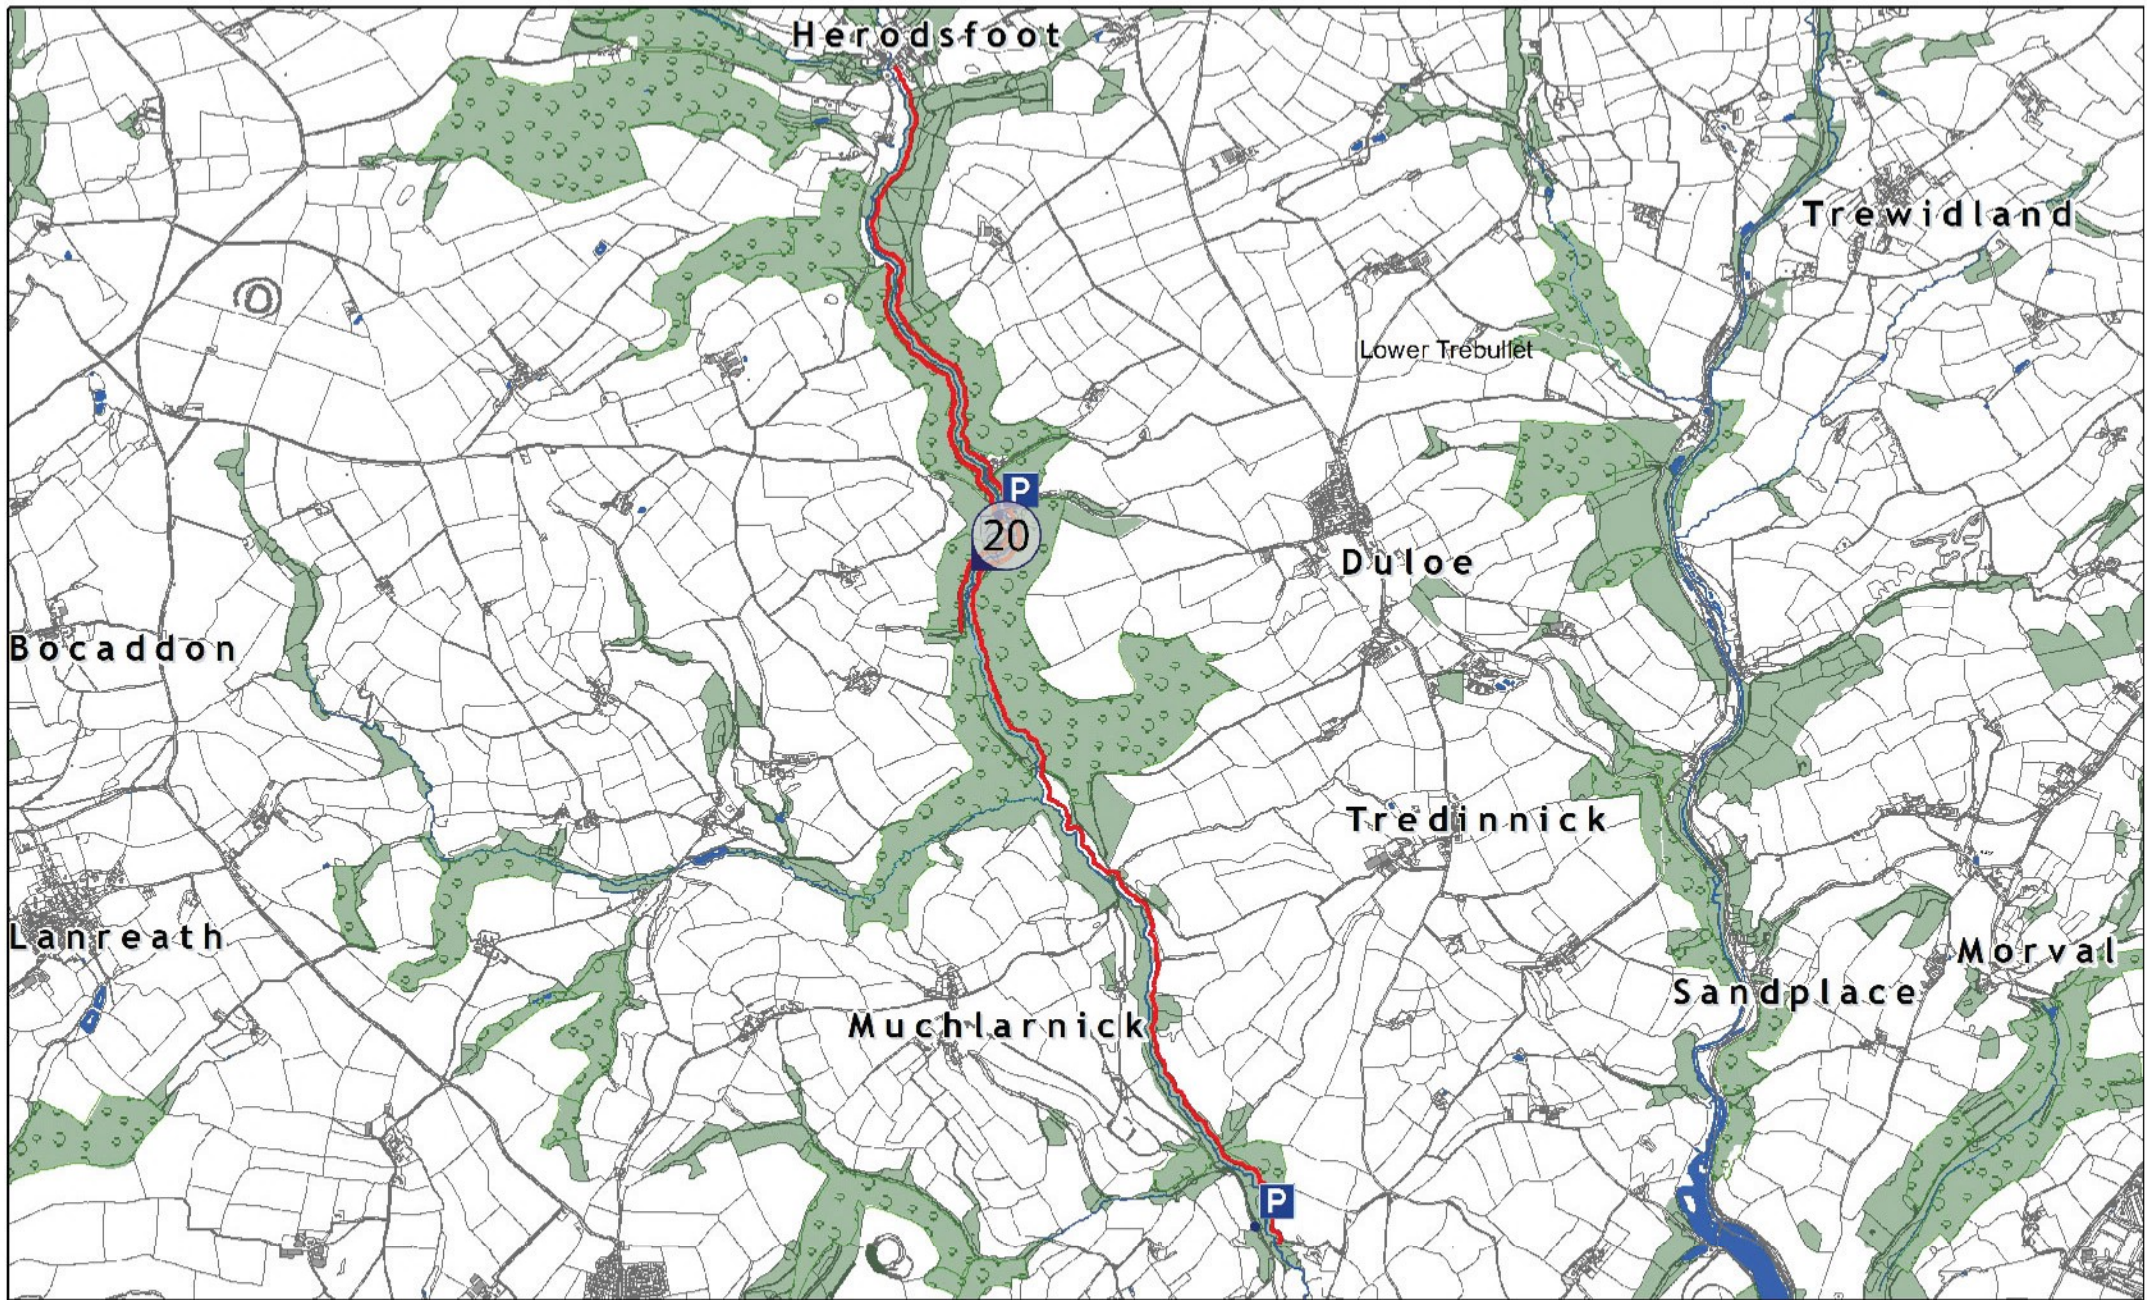 Herodsfoot
Trewidland
Lower Trebullet
P
20
Duloe
Bocaddon
Tredinnick
Lanreath
Morval
Sandplace
Muchlarnick
P